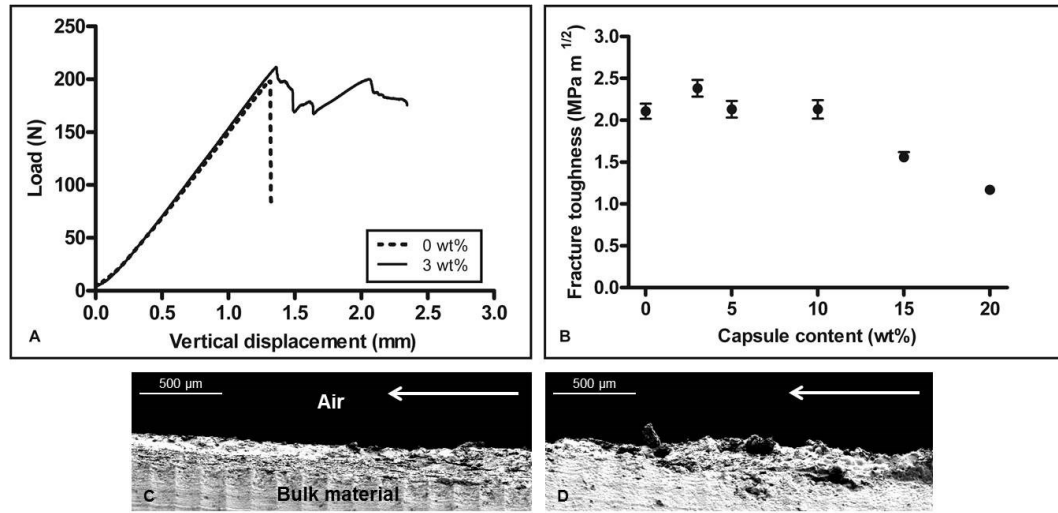 250
200
150
100
50
0
Load (N)
0.0 0.5 1.0 1.5 2.0 2.5 3.0
Vertical displacement (mm)
0 wt%
3 wt%
A
3.0
2.5
2.0
1.5
1.0
0.5
0.0
Fracture toughness (MPa m 1/2)
0 5 10 15 20
Capsule content (wt%)
B
500 µm
Air
Bulk material
C
500 µm
D